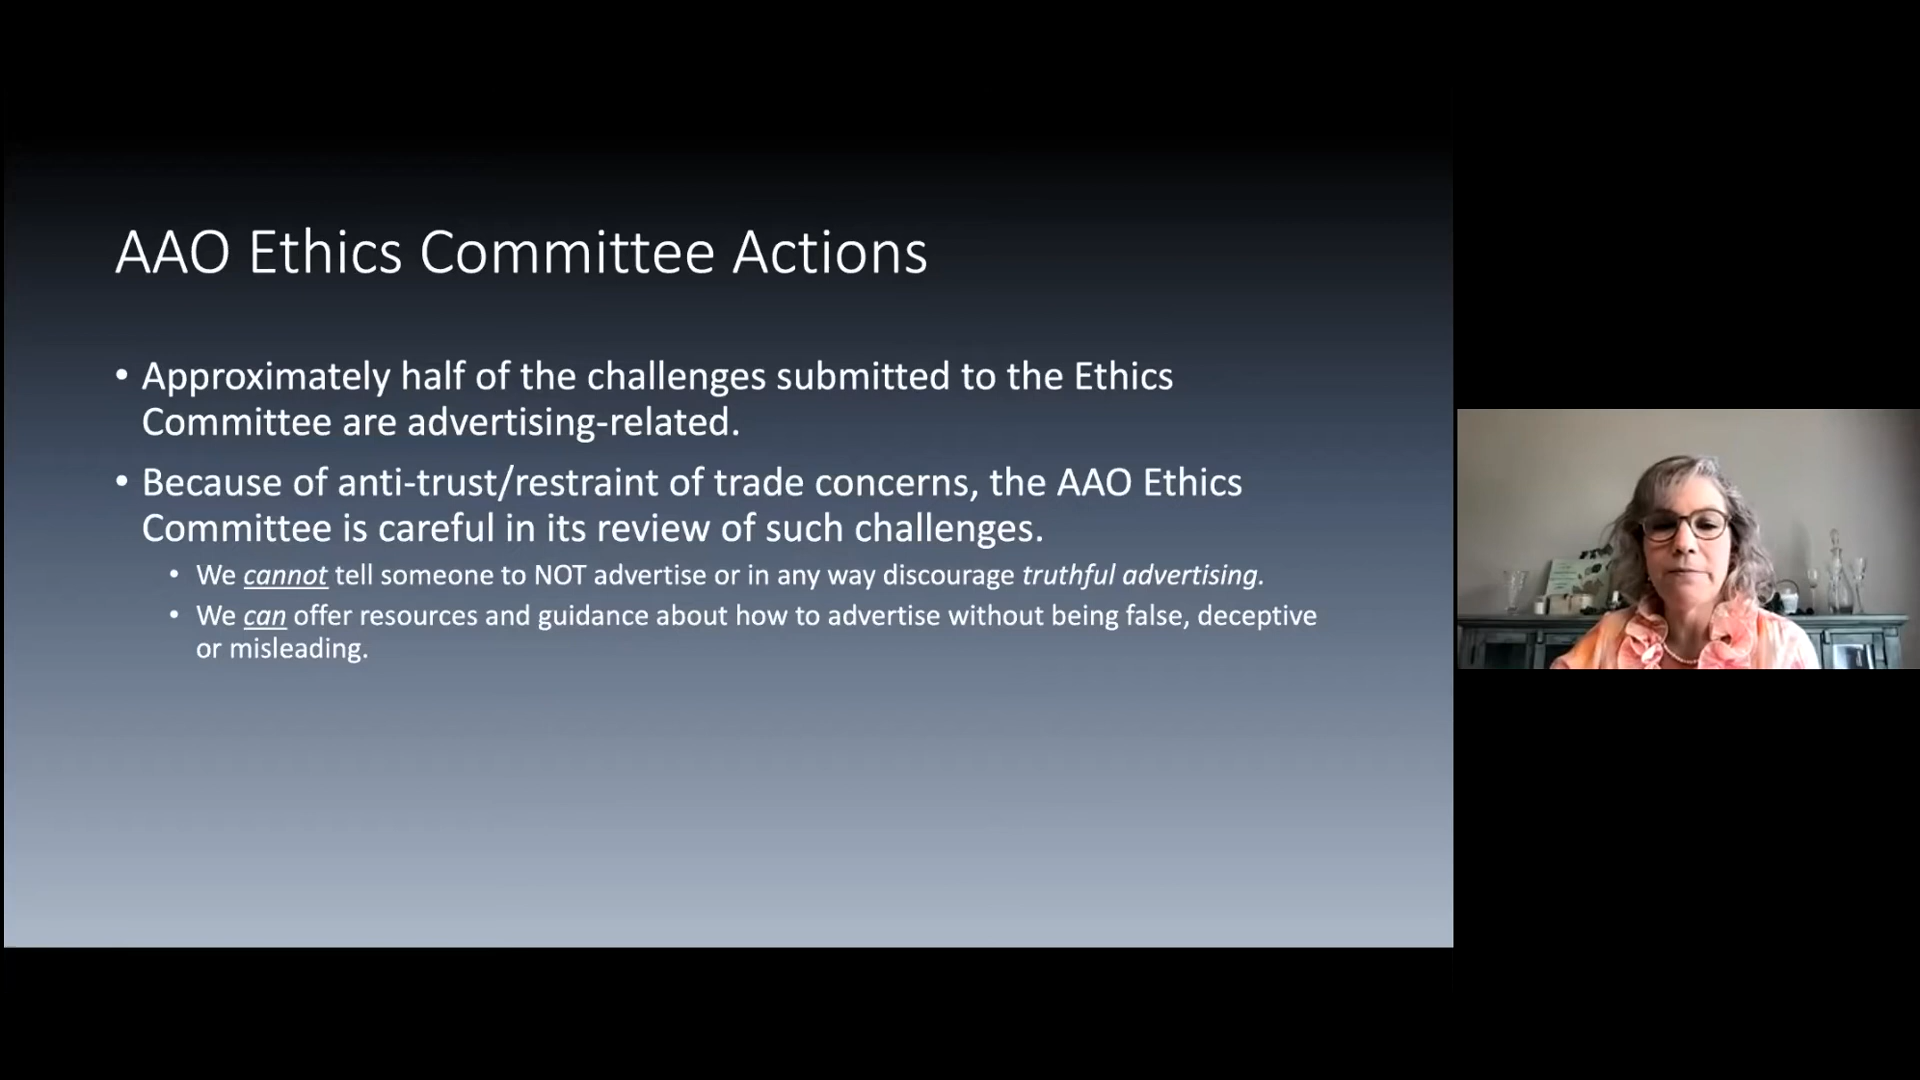 AAO Ethics Committee Actions
• Approximately half of the challenges submitted to the Ethics
Committee are advertising-related.
• Because of anti-trust/restraint of trade concerns, the AAO Ethics
Committee is careful in its review of such challenges.
• We cannot tell someone to NOT advertise or in any way discourage truthful advertising.
• We can offer resources and guidance about how to advertise without being false, deceptive
or misleading.